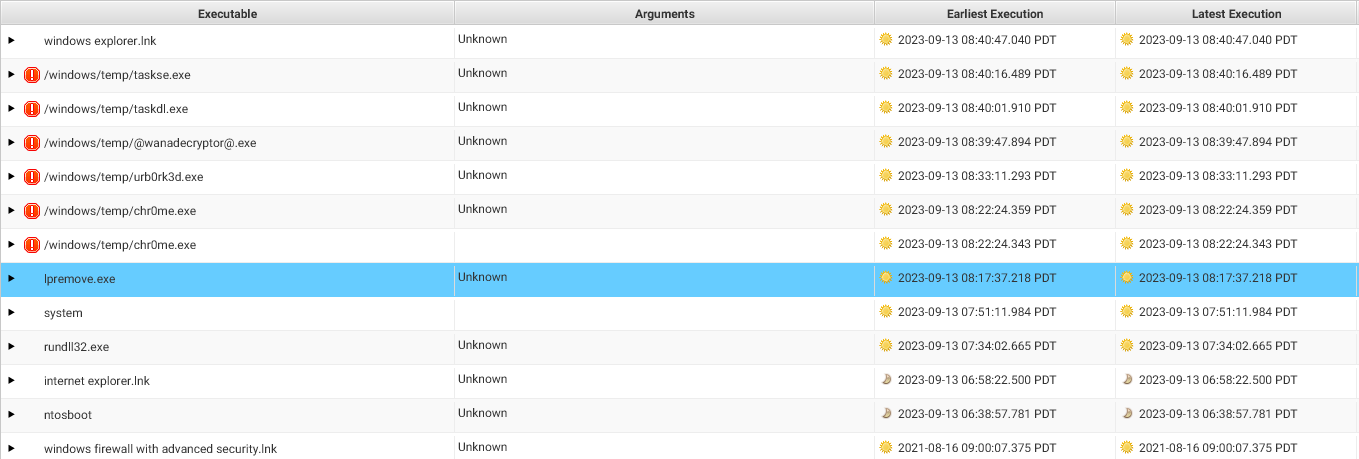 Executable Arguments Earliest Execution Latest Execution
windows explorer.lnk Unknown 2023-09-13 08:40:47.040 PDT 2023-09-13 08:40:47.040 PDT
/windows/temp/taskse.exe Unknown 2023-09-13 08:40:16.489 PDT 2023-09-13 08:40:16.489 PDT
/windows/temp/taskdl.exe Unknown 2023-09-13 08:40:01.910 PDT 2023-09-13 08:40:01.910 PDT
/windows/temp/@wanadecryptor@.exe Unknown 2023-09-13 08:39:47.894 PDT 2023-09-13 08:39:47.894 PDT
/windows/temp/urb0rk3d.exe Unknown 2023-09-13 08:33:11.293 PDT 2023-09-13 08:33:11.293 PDT
/windows/temp/chr0me.exe Unknown 2023-09-13 08:22:24.359 PDT 2023-09-13 08:22:24.359 PDT
/windows/temp/chr0me.exe 2023-09-13 08:22:24.343 PDT 2023-09-13 08:22:24.343 PDT
lpremove.exe Unknown 2023-09-13 08:17:37.218 PDT 2023-09-13 08:17:37.218 PDT
system 2023-09-13 07:51:11.984 PDT 2023-09-13 07:51:11.984 PDT
rundll32.exe Unknown 2023-09-13 07:34:02.665 PDT 2023-09-13 07:34:02.665 PDT
internet explorer.lnk Unknown 2023-09-13 06:58:22.500 PDT 2023-09-13 06:58:22.500 PDT
ntosboot Unknown 2023-09-13 06:38:57.781 PDT 2023-09-13 06:38:57.781 PDT
windows firewall with advanced security.lnk Unknown 2021-08-16 09:00:07.375 PDT 2021-08-16 09:00:07.375 PDT